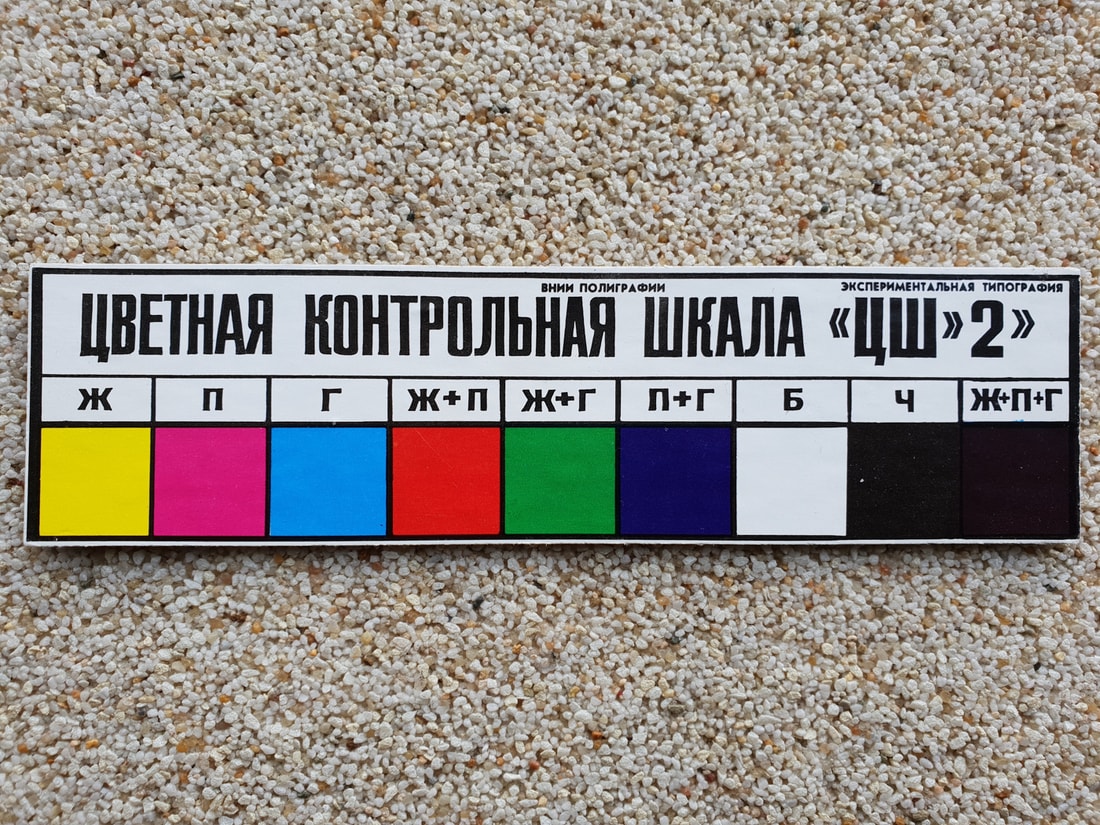 ВНИИ ПОЛИГРАФИИ ЭКСПЕРИМЕНТАЛЬНАЯ ТИПОГРАФИЯ
ЦВЕТНАЯ КОНТРОЛЬНАЯ ШКАЛА «ЦШ»2»
Ж П Г Ж+П Ж+Г П+Г Б Ч Ж+П+Г